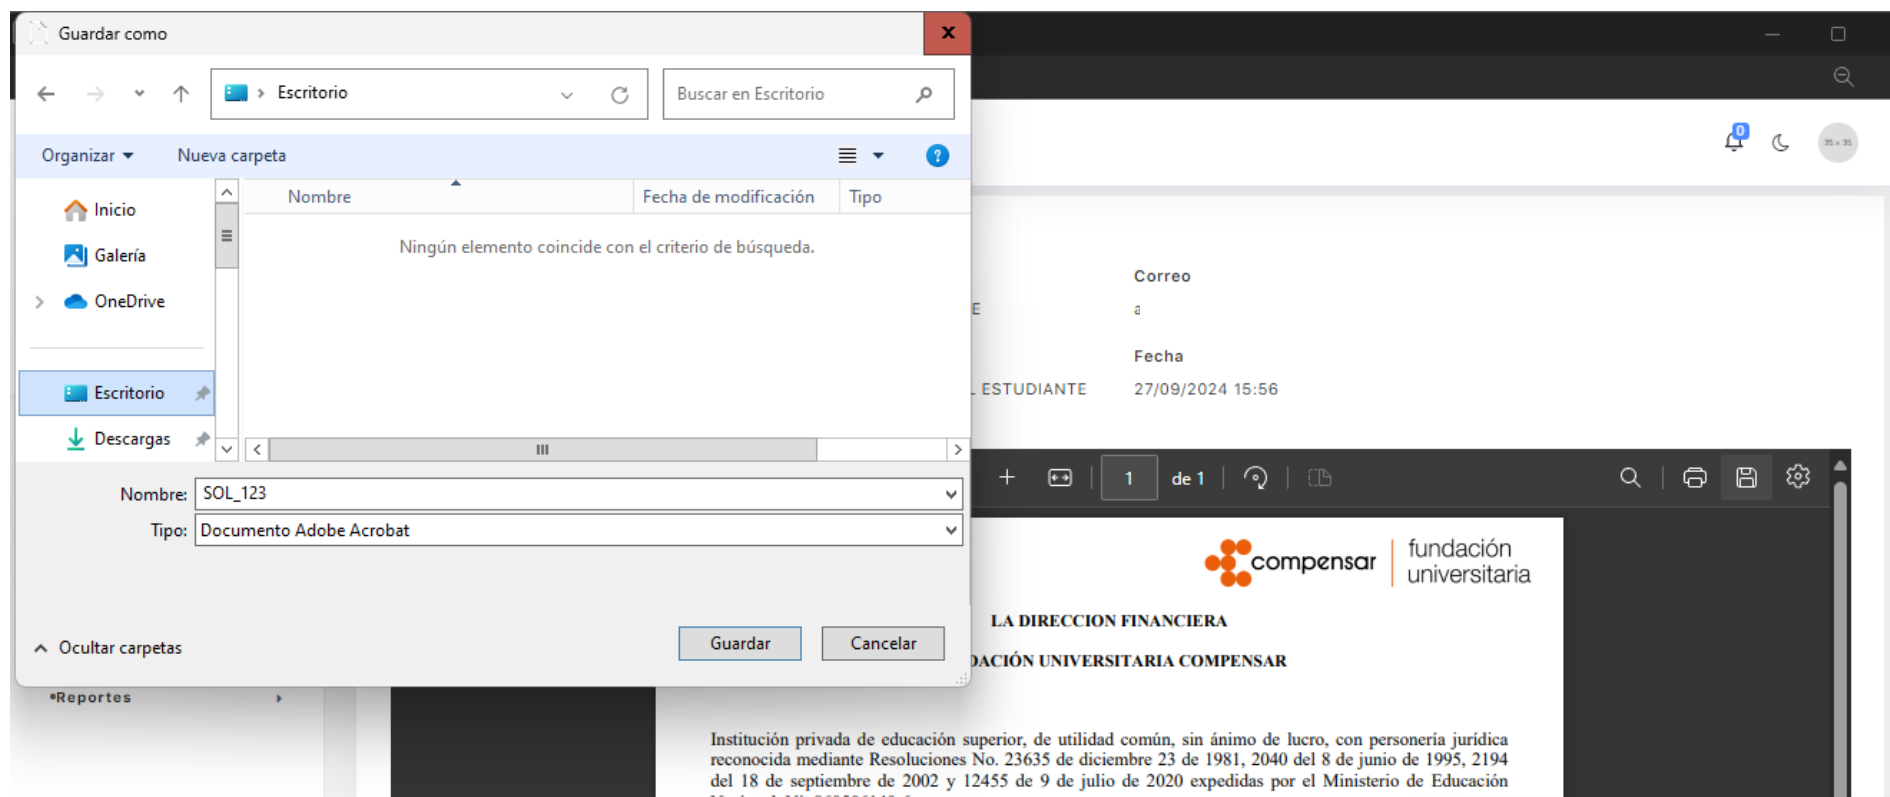 Guardar como
Escritorio
Buscar en Escritorio
Organizar
Nueva carpeta
Inicio
Galería
OneDrive
Escritorio
Descargas
Nombre
Fecha de modificación
Tipo
Ningún elemento coincide con el criterio de búsqueda.
Nombre: SOL_123
Tipo: Documento Adobe Acrobat
Ocultar carpetas
Guardar
Cancelar
•Reportes
0
35 × 35
Correo
E
a
Fecha
ESTUDIANTE
27/09/2024 15:56
1 de 1
compensar
fundación
universitaria
LA DIRECCION FINANCIERA
DACIÓN UNIVERSITARIA COMPENSAR
Institución privada de educación superior, de utilidad común, sin ánimo de lucro, con personería jurídica
reconocida mediante Resoluciones No. 23635 de diciembre 23 de 1981, 2040 del 8 de junio de 1995, 2194
del 18 de septiembre de 2002 y 12455 de 9 de julio de 2020 expedidas por el Ministerio de Educación